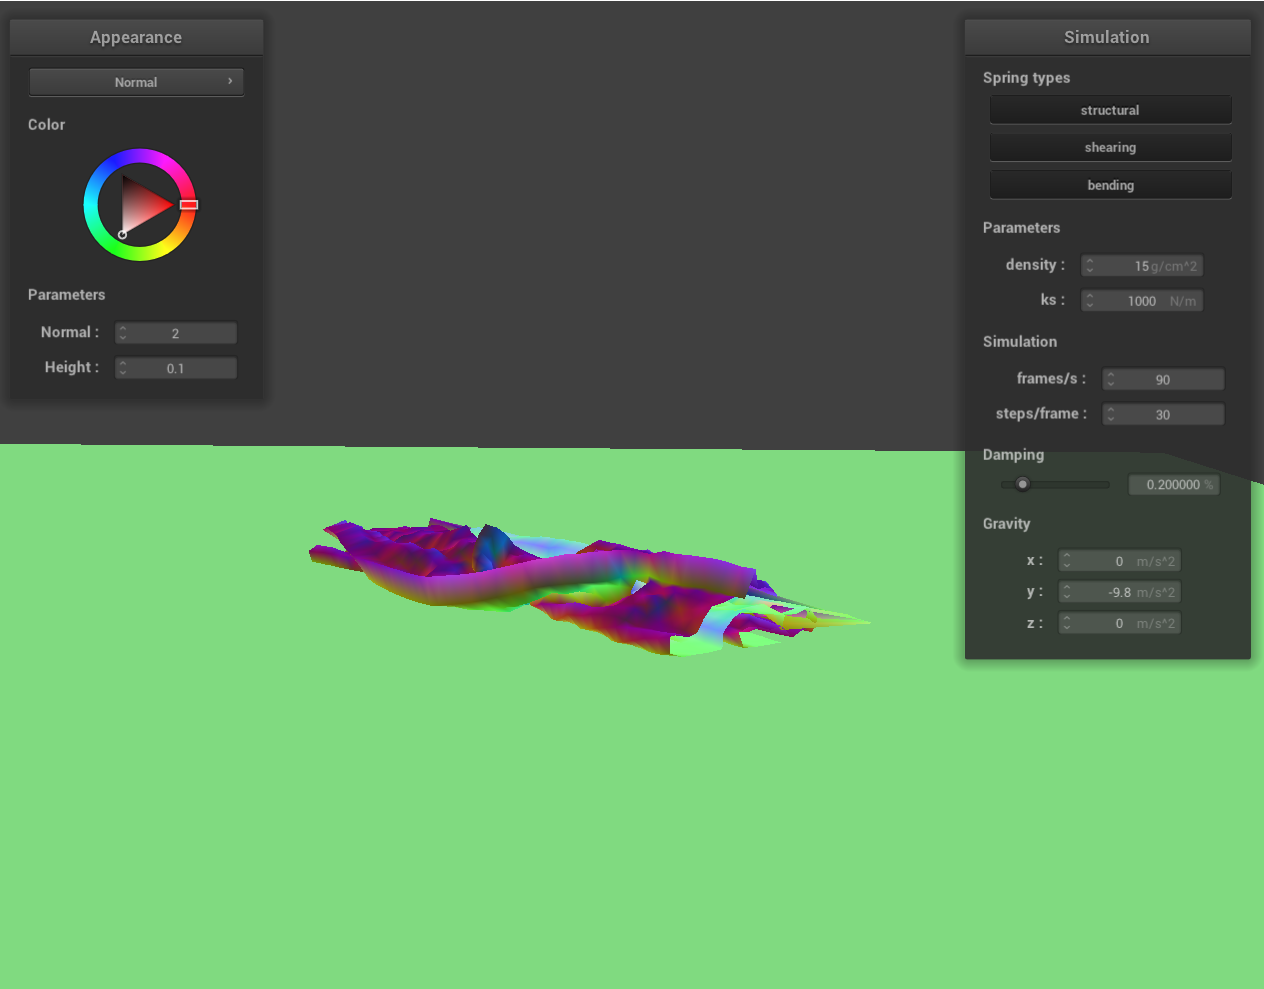 Appearance
Normal
Color
Parameters
Normal :
2
Height :
0.1
Simulation
Spring types
structural
shearing
bending
Parameters
density :
15 g/cm^2
ks :
1000 N/m
Simulation
frames/s :
90
steps/frame :
30
Damping
0.200000 %
Gravity
x :
0 m/s^2
y :
-9.8 m/s^2
z :
0 m/s^2